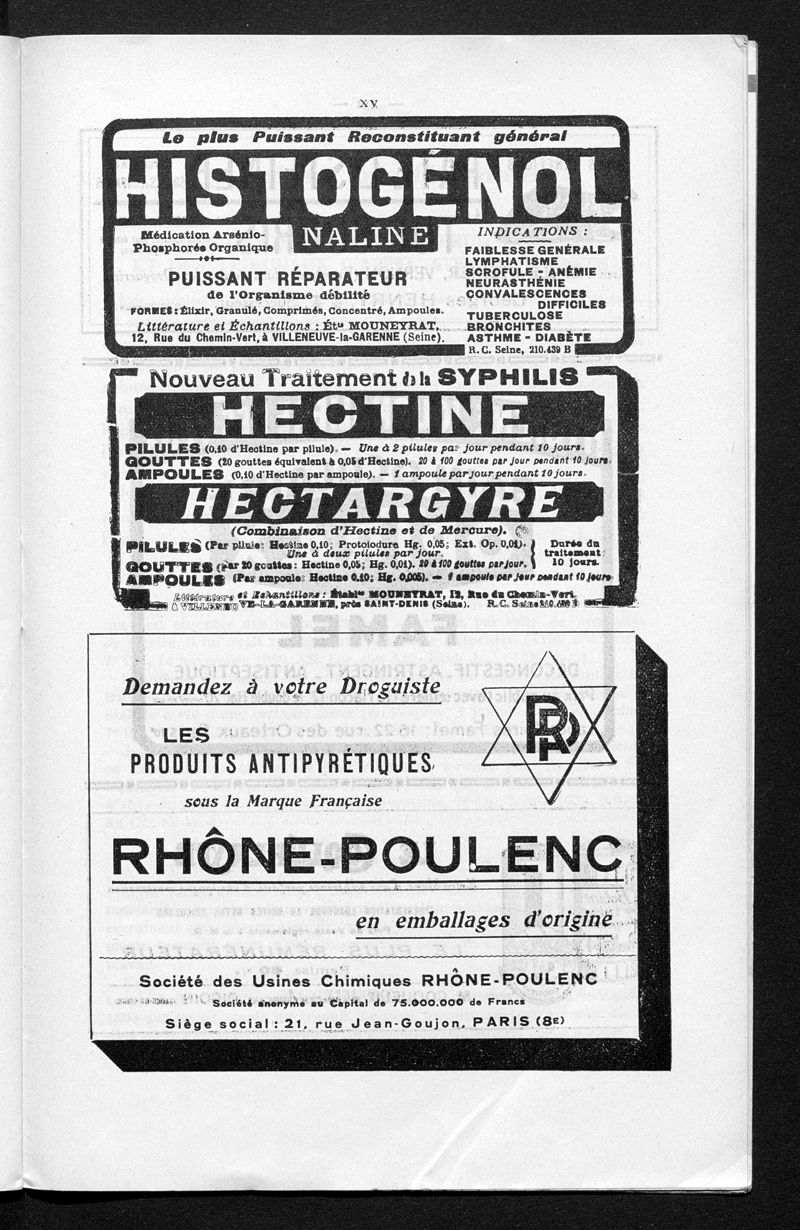 — XV —
Le plus Puissant Reconstituant général
HISTOGÉNOL
NALINE
Médication Arsénio-
Phosphorée Organique
PUISSANT RÉPARATEUR
de l'Organisme débilité
FORMES : Élixir, Granulé, Comprimés, Concentré, Ampoules.
Littérature et Échantillons : Éts MOUNEYRAT,
12, Rue du Chemin-Vert, à VILLENEUVE-la-GARENNE (Seine).
INDICATIONS :
FAIBLESSE GÉNÉRALE
LYMPHATISME
SCROFULE - ANÉMIE
NEURASTHÉNIE
CONVALESCENCES
DIFFICILES
TUBERCULOSE
BRONCHITES
ASTHME - DIABÈTE
R. C. Seine, 210.439 B
Nouveau Traitement de la SYPHILIS
HECTINE
PILULES (0,10 d'Hectine par pilule). — Une à 2 pilules par jour pendant 10 jours.
GOUTTES (20 gouttes équivalent à 0,05 d'Hectine). 20 à 100 gouttes par jour pendant 10 jours.
AMPOULES (0,10 d'Hectine par ampoule). — 1 ampoule par jour pendant 10 jours.
HECTARGYRE
(Combinaison d'Hectine et de Mercure).
PILULES (Par pilule: Hectine 0,10; Protoiodure Hg. 0,05; Ext. Op. 0,01).
Une à deux pilules par jour.
GOUTTES (Par 20 gouttes: Hectine 0,05; Hg. 0,01). 20 à 100 gouttes par jour.
Durée du
traitement
10 jours.
AMPOULES (Par ampoule: Hectine 0.10; Hg. 0,005). — 1 ampoule par jour pendant 10 jours
Littérature et Echantillons : Établts MOUNEYRAT, 12, Rue du Chemin-Vert
à VILLENEUVE-LA-GARENNE, près SAINT-DENIS (Seine). R. C. Seine 210.439 B
Demandez à votre Droguiste
LES
PRODUITS ANTIPYRÉTIQUES
sous la Marque Française
RHÔNE-POULENC
en emballages d'origine
Société des Usines Chimiques RHÔNE-POULENC
Société anonyme au Capital de 75.000.000 de Francs
Siège social : 21, rue Jean-Goujon, PARIS (8E)